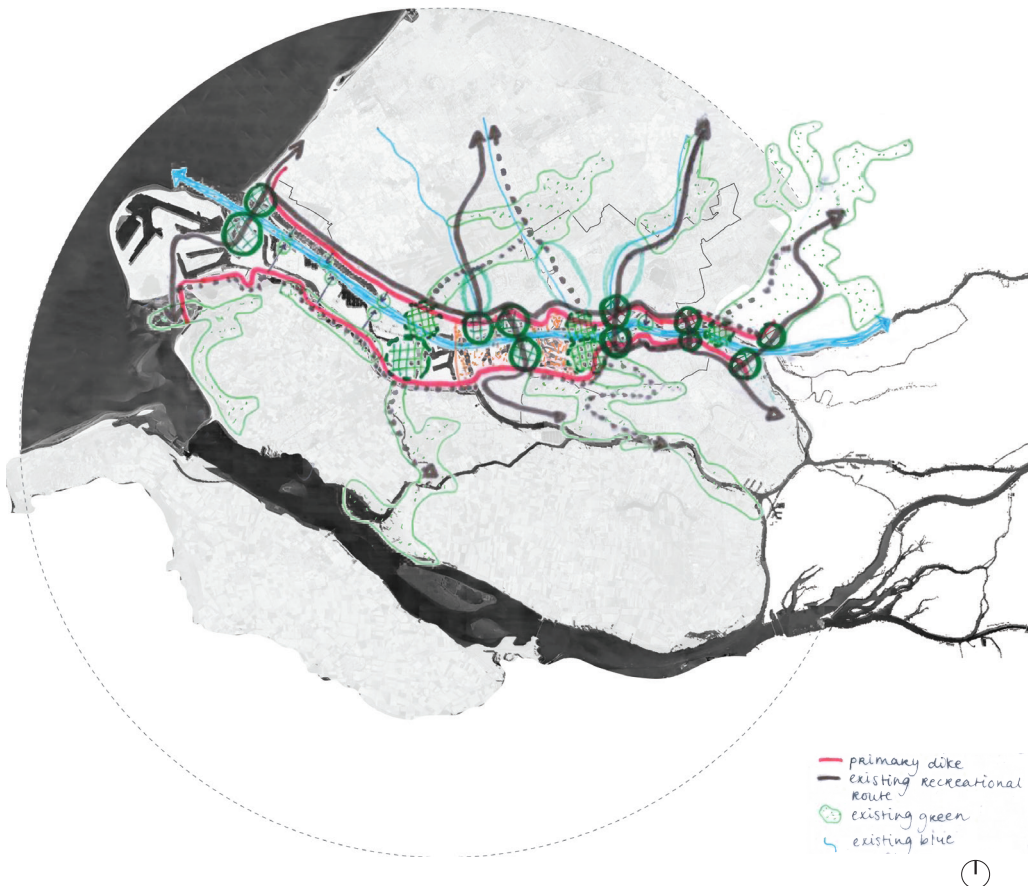 primary dike
existing recreational
route
existing green
existing blue